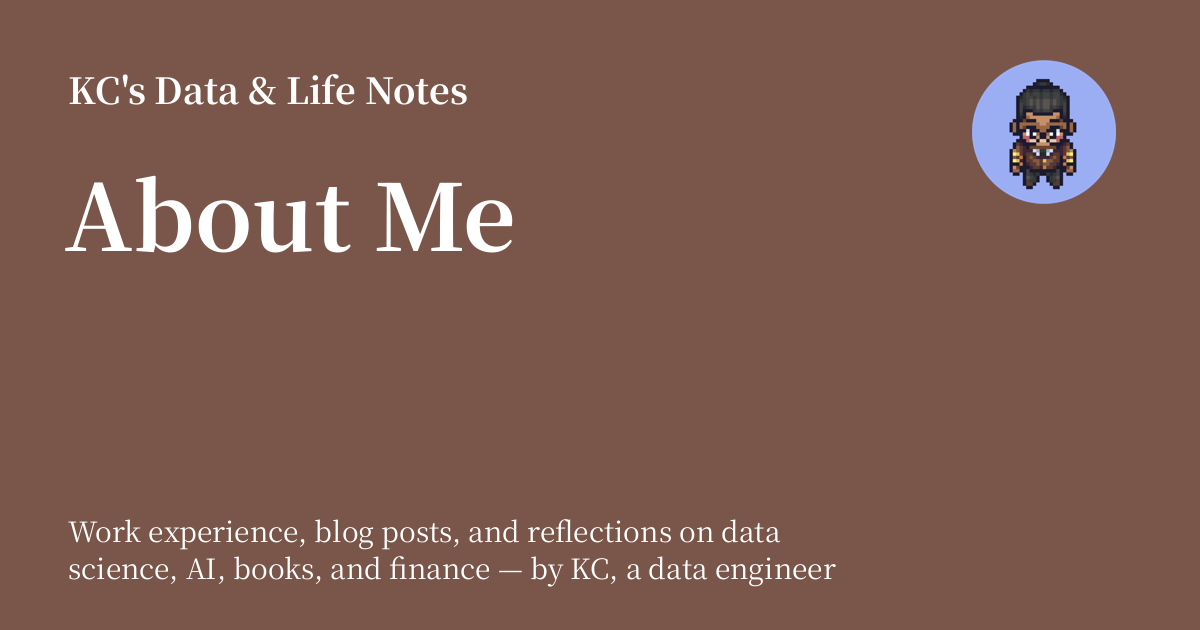 KC's Data & Life Notes
About Me
Work experience, blog posts, and reflections on data
science, AI, books, and finance — by KC, a data engineer